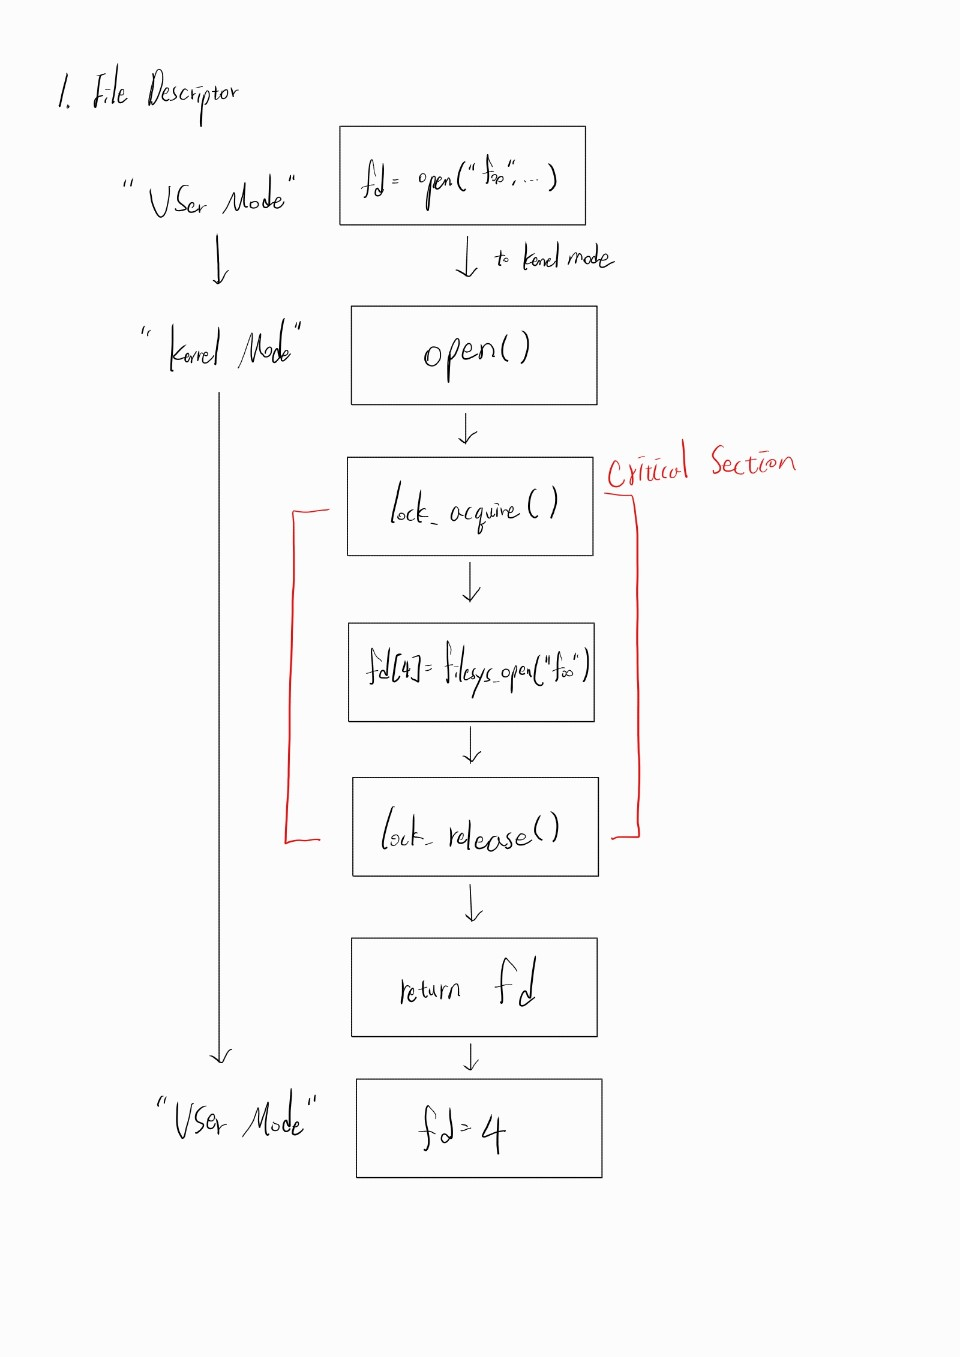 1. File Descriptor
"User Mode"
fd = open("foo", ...)
to kernel mode
"Kernel Mode"
open()
Critical Section
lock_acquire()
fd[4] = filesys_open("foo")
lock_release()
return fd
"User Mode"
fd = 4